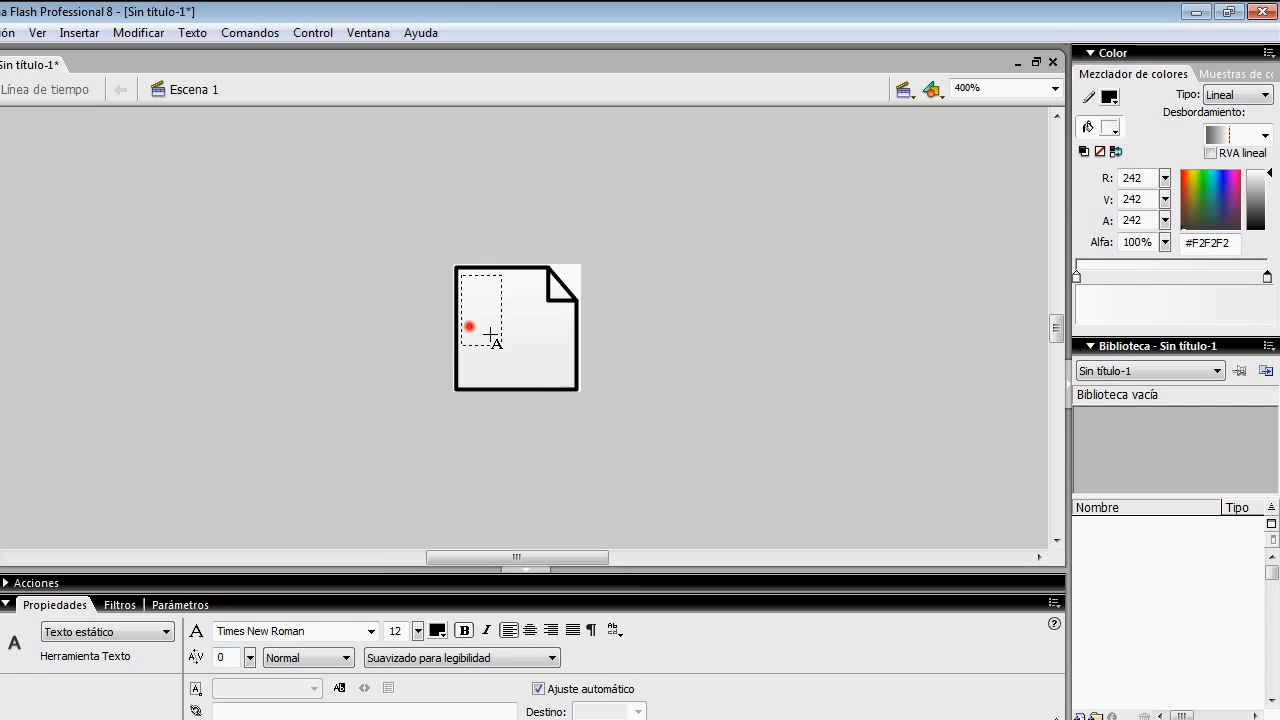 a Flash Professional 8 - [Sin título-1*]
ión Ver Insertar Modificar Texto Comandos Control Ventana Ayuda
Sin título-1*
Línea de tiempo Escena 1 400%
Color
Mezclador de colores Muestras de co
Tipo: Lineal
Desbordamiento:
RVA lineal
R: 242
V: 242
A: 242
Alfa: 100% #F2F2F2
A
Biblioteca - Sin título-1
Sin título-1
Biblioteca vacía
Nombre Tipo
Acciones
Propiedades Filtros Parámetros
A Texto estático A Times New Roman 12 B I
Herramienta Texto A/V 0 Normal Suavizado para legibilidad
Ajuste automático
Destino: